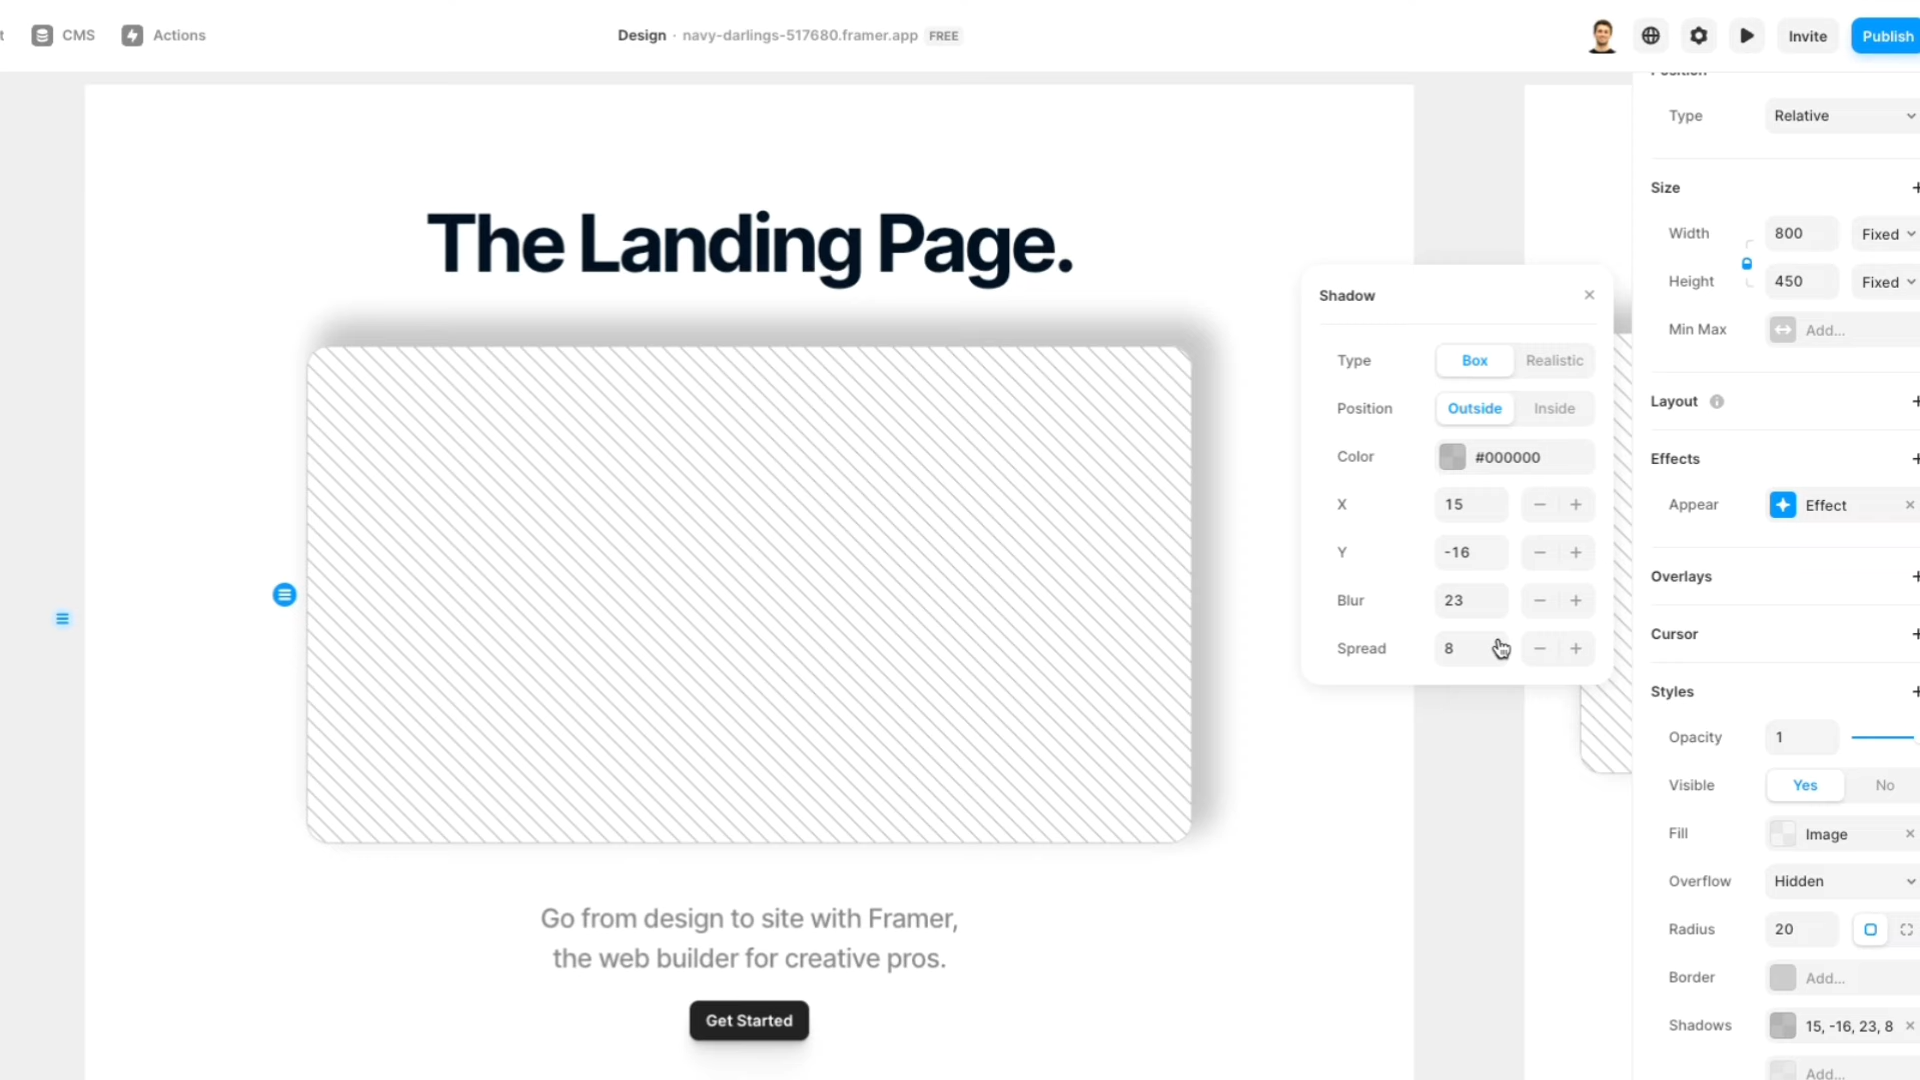 t CMS Actions
Design · navy-darlings-517680.framer.app FREE
Invite Publish
Position
Type Relative
Size
Width 800 Fixed
Height 450 Fixed
Min Max Add...
Layout
Effects
Appear Effect
Overlays
Cursor
Styles
Opacity 1
Visible Yes No
Fill Image
Overflow Hidden
Radius 20
Border Add...
Shadows 15, -16, 23, 8
Add...
Shadow
Type Box Realistic
Position Outside Inside
Color #000000
X 15
Y -16
Blur 23
Spread 8
The Landing Page.
Go from design to site with Framer,
the web builder for creative pros.
Get Started